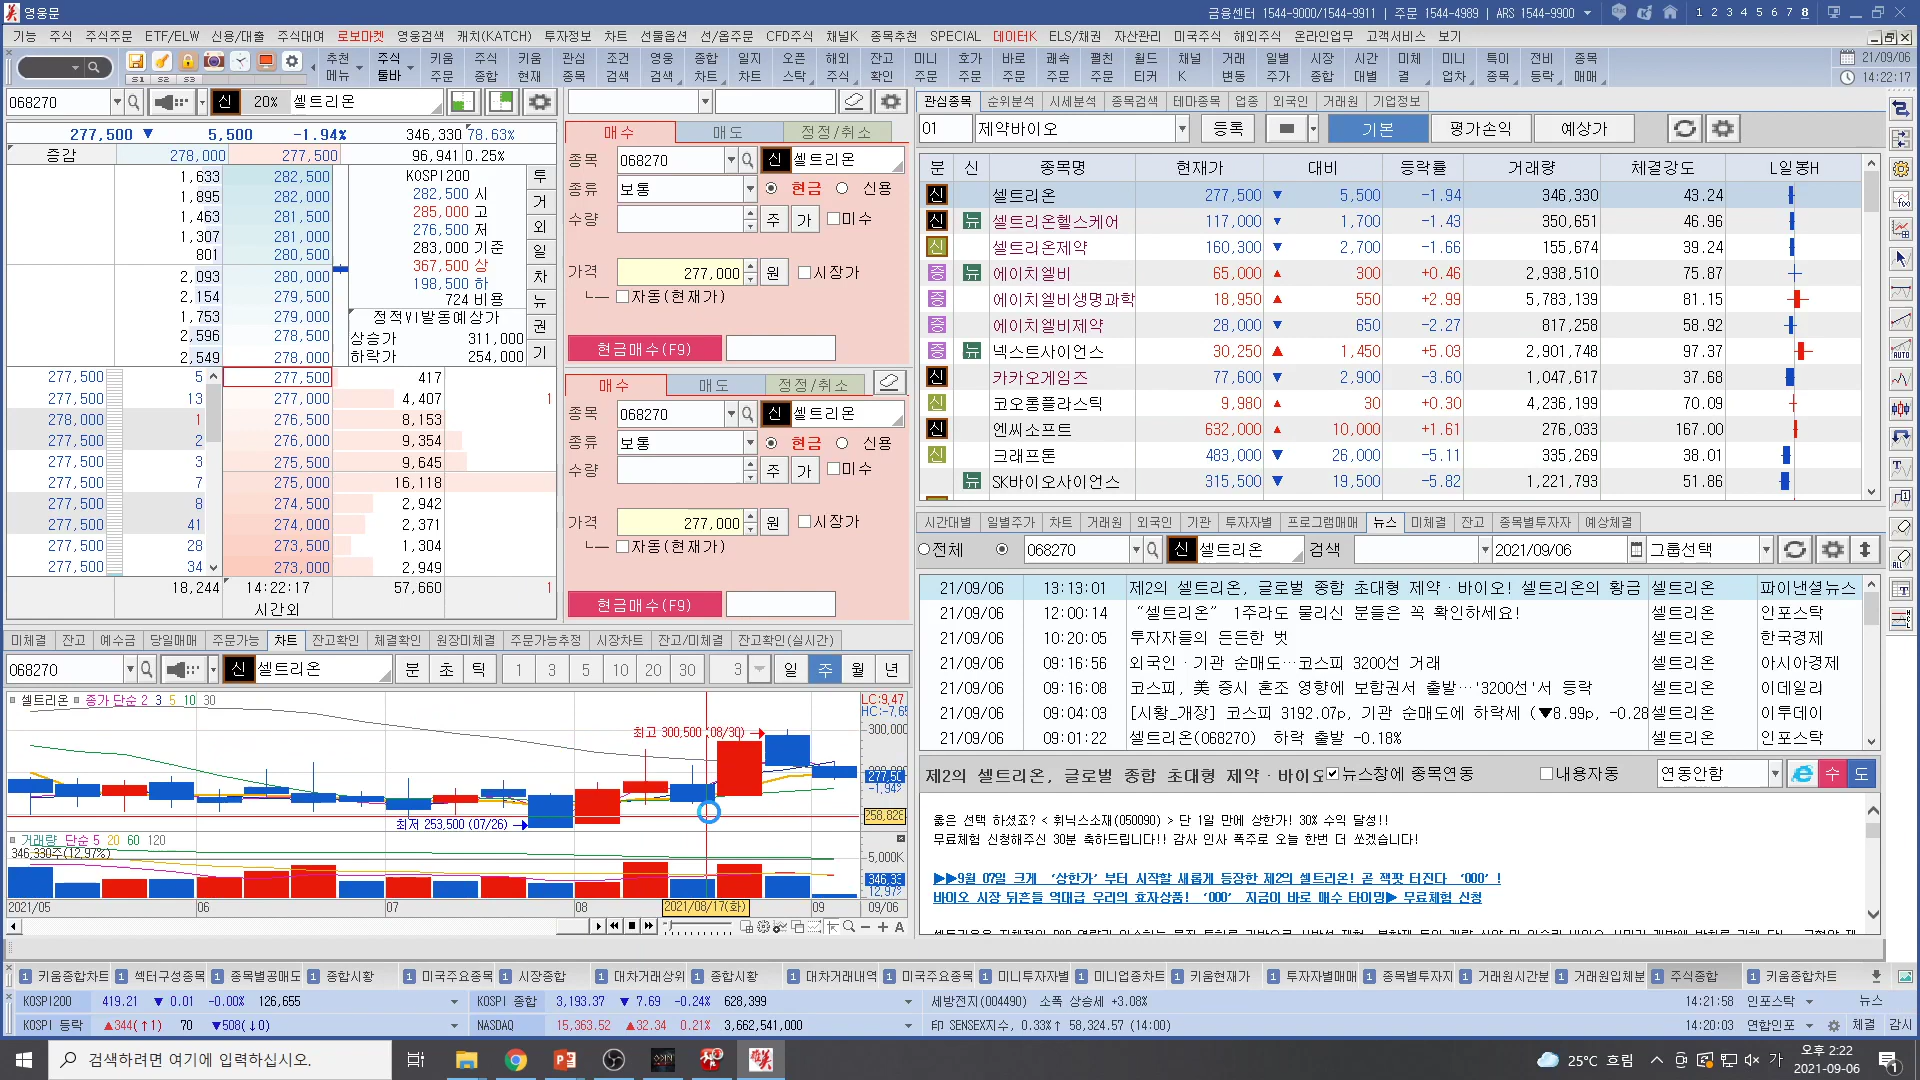 영웅문
금융센터 1544-9000/1544-9911 | 주문 1544-4989 | ARS 1544-9900
1 2 3 4 5 6 7 8
기능 주식 주식주문 ETF/ELW 신용/대출 주식대여 로보마켓 영웅검색 캐치(KATCH) 투자정보 차트 선물옵션 선/옵주문 CFD주식 채널K 종목추천 SPECIAL 데이터K ELS/채권 자산관리 미국주식 해외주식 온라인업무 고객서비스 보기
S1 S2 S3
추천 메뉴 주식 툴바 키움 주문 주식 종합 키움 현재 관심 종목 조건 검색 영웅 검색 종합 차트 일지 차트 오픈 스탁 해외 주식 잔고 확인 미니 주문 호가 주문 바로 주문 쾌속 주문 펼친 주문 월드 티커 채널 K 거래 변동 일별 주가 시장 종합 시간 대별 미체 결 미니 업차 특이 종목 전비 등락 종목 매매
21/09/06
14:22:17
068270 신 20% 셀트리온
277,500 ▼ 5,500 -1.94% 346,330 78.63%
증감 278,000 277,500 96,941 0.25%
1,633 282,500 KOSPI200 투
1,895 282,000 282,500 시 거
1,463 281,500 285,000 고
1,307 281,000 276,500 저 외
801 280,500 283,000 기준 일
2,093 280,000 367,500 상 차
2,154 279,500 198,500 하
724 비용 뉴
1,753 279,000 정적VI발동예상가 권
2,596 278,500 상승가 311,000
2,549 278,000 하락가 254,000 기
277,500 5 277,500 417
277,500 13 277,000 4,407 1
278,000 1 276,500 8,153
277,500 2 276,000 9,354
277,500 3 275,500 9,645
277,500 7 275,000 16,118
277,500 8 274,500 2,942
277,500 41 274,000 2,371
277,500 28 273,500 1,304
277,500 34 273,000 2,949
18,244 14:22:17 57,660 1
시간외
매수 매도 정정/취소
종목 068270 신 셀트리온
종류 보통 현금 신용
수량 주 가 미수
가격 277,000 원 시장가
자동(현재가)
현금매수(F9)
매수 매도 정정/취소
종목 068270 신 셀트리온
종류 보통 현금 신용
수량 주 가 미수
가격 277,000 원 시장가
자동(현재가)
현금매수(F9)
관심종목 순위분석 시세분석 종목검색 테마종목 업종 외국인 거래원 기업정보
01 제약바이오 등록 기본 평가손익 예상가
분 신 종목명 현재가 대비 등락률 거래량 체결강도 L일봉H
신 셀트리온 277,500 ▼ 5,500 -1.94 346,330 43.24
신 뉴 셀트리온헬스케어 117,000 ▼ 1,700 -1.43 350,651 46.96
신 셀트리온제약 160,300 ▼ 2,700 -1.66 155,674 39.24
증 뉴 에이치엘비 65,000 ▲ 300 +0.46 2,938,510 75.87
증 에이치엘비생명과학 18,950 ▲ 550 +2.99 5,783,139 81.15
증 에이치엘비제약 28,000 ▼ 650 -2.27 817,258 58.92
증 뉴 넥스트사이언스 30,250 ▲ 1,450 +5.03 2,901,748 97.37
신 카카오게임즈 77,600 ▼ 2,900 -3.60 1,047,617 37.68
신 코오롱플라스틱 9,980 ▲ 30 +0.30 4,236,199 70.09
신 엔씨소프트 632,000 ▲ 10,000 +1.61 276,033 167.00
신 크래프톤 483,000 ▼ 26,000 -5.11 335,269 38.01
뉴 SK바이오사이언스 315,500 ▼ 19,500 -5.82 1,221,793 51.86
시간대별 일별주가 차트 거래원 외국인 기관 투자자별 프로그램매매 뉴스 미체결 잔고 종목별투자자 예상체결
전체 068270 신 셀트리온 검색 2021/09/06 그룹선택
21/09/06 13:13:01 제2의 셀트리온, 글로벌 종합 초대형 제약·바이오! 셀트리온의 황금 셀트리온 파이낸셜뉴스
21/09/06 12:00:14 “셀트리온” 1주라도 물리신 분들은 꼭 확인하세요! 셀트리온 인포스탁
21/09/06 10:20:05 투자자들의 든든한 벗 셀트리온 한국경제
21/09/06 09:16:56 외국인·기관 순매도…코스피 3200선 거래 셀트리온 아시아경제
21/09/06 09:16:08 코스피, 美 증시 혼조 영향에 보합권서 출발…'3200선'서 등락 셀트리온 이데일리
21/09/06 09:04:03 [시황_개장] 코스피 3192.07p, 기관 순매도에 하락세 (▼8.99p, -0.28 셀트리온 이투데이
21/09/06 09:01:22 셀트리온(068270) 하락 출발 -0.18% 셀트리온 인포스탁
제2의 셀트리온, 글로벌 종합 초대형 제약·바이오 뉴스창에 종목연동 내용자동 연동안함 수 도
옳은 선택 하셨죠? < 휘닉스소재(050090) > 단 1일 만에 상한가! 30% 수익 달성!!
무료체험 신청해주신 30분 축하드립니다!! 감사 인사 폭주로 오늘 한번 더 쏘겠습니다!
▶▶9월 07일 크게 ‘상한가’부터 시작할 새롭게 등장한 제2의 셀트리온! 곧 잭팟 터진다 ‘000’!
바이오 시장 뒤흔들 역대급 우리의 효자상품! ‘000’ 지금이 바로 매수 타이밍▶ 무료체험 신청
미체결 잔고 예수금 당일매매 주문가능 차트 잔고확인 체결확인 원장미체결 주문가능추정 시장차트 잔고/미체결 잔고확인(실시간)
068270 신 셀트리온 분 초 틱 1 3 5 10 20 30 3 일 주 월 년
셀트리온 종가 단순 2 3 5 10 30
LC:9,47
HC:-7,65
최고 300,500 (08/30)
300,000
277,50
-1.94%
최저 253,500 (07/26)
258,828
거래량 단순 5 20 60 120
346,330주(12.97%)
5,000K
346,33
12.97%
2021/05 06 07 08 2021/08/17(화) 09 09/06
A
키움종합차트 섹터구성종목 종목별공매도 종합시황 미국주요종목 시장종합 대차거래상위 종합시황 대차거래내역 미국주요종목 미니투자자별 미니업종차트 키움현재가 투자자별매매 종목별투자지 거래원시간분 거래원입체분 주식종합 키움종합차트
KOSPI200 419.21 ▼ 0.01 -0.00% 126,655 KOSPI 종합 3,193.37 ▼ 7.69 -0.24% 628,399 세방전지(004490) 소폭 상승세 +3.08% 14:21:58 인포스탁 뉴스
KOSPI 등락 ▲344(↑1) 70 ▼508(↓0) NASDAQ 15,363.52 ▲32.34 0.21% 3,662,541,000 印 SENSEX지수, 0.33%↑ 58,324.57 (14:00) 14:20:03 연합인포 체결 감시
검색하려면 여기에 입력하십시오.
25°C 흐림
가
오후 2:22
2021-09-06